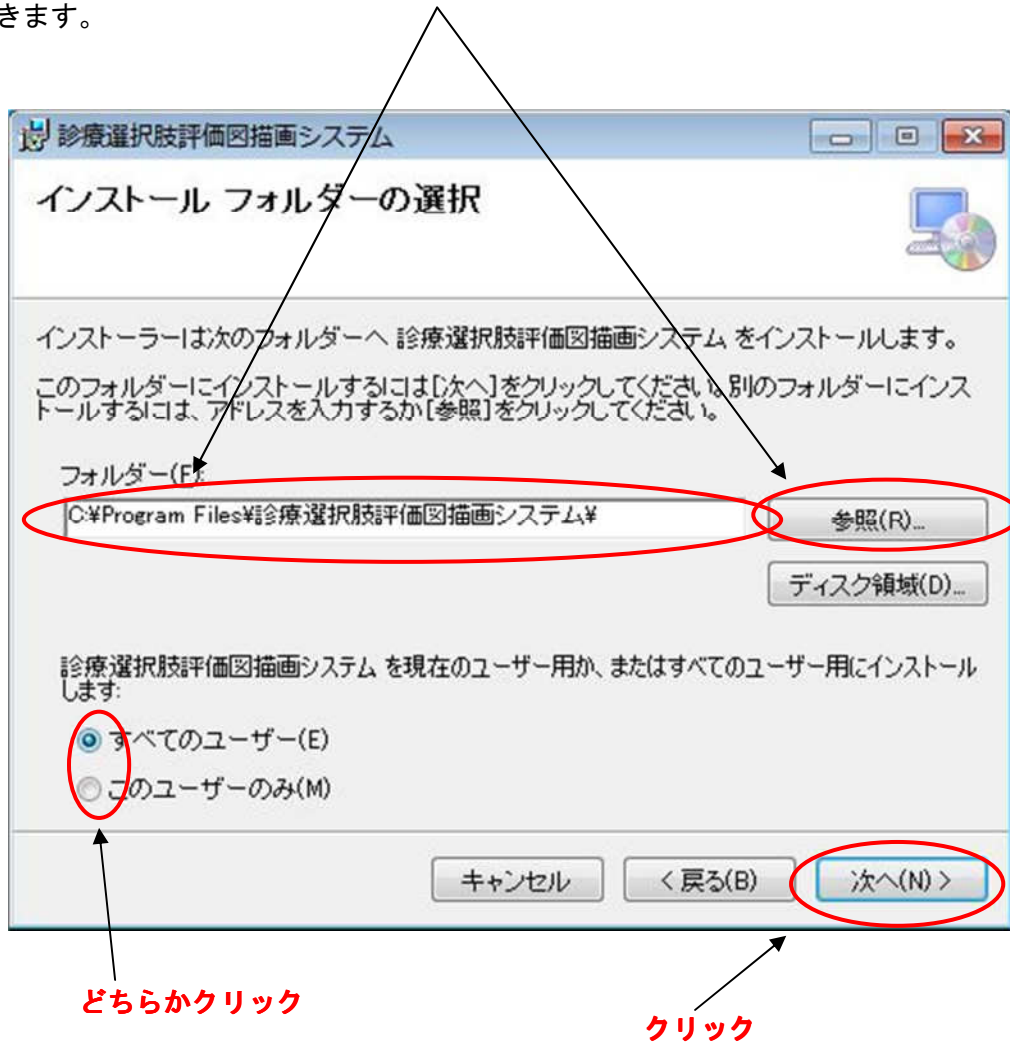 きます。
診療選択肢評価図描画システム
インストール フォルダーの選択
インストーラーは次のフォルダーへ 診療選択肢評価図描画システム をインストールします。
このフォルダーにインストールするには[次へ]をクリックしてください。別のフォルダーにインス
トールするには、アドレスを入力するか[参照]をクリックしてください。
フォルダー(F):
C:¥Program Files¥診療選択肢評価図描画システム¥
参照(R)...
ディスク領域(D)...
診療選択肢評価図描画システム を現在のユーザー用か、またはすべてのユーザー用にインストール
します:
すべてのユーザー(E)
このユーザーのみ(M)
キャンセル
< 戻る(B)
次へ(N) >
どちらかクリック
クリック